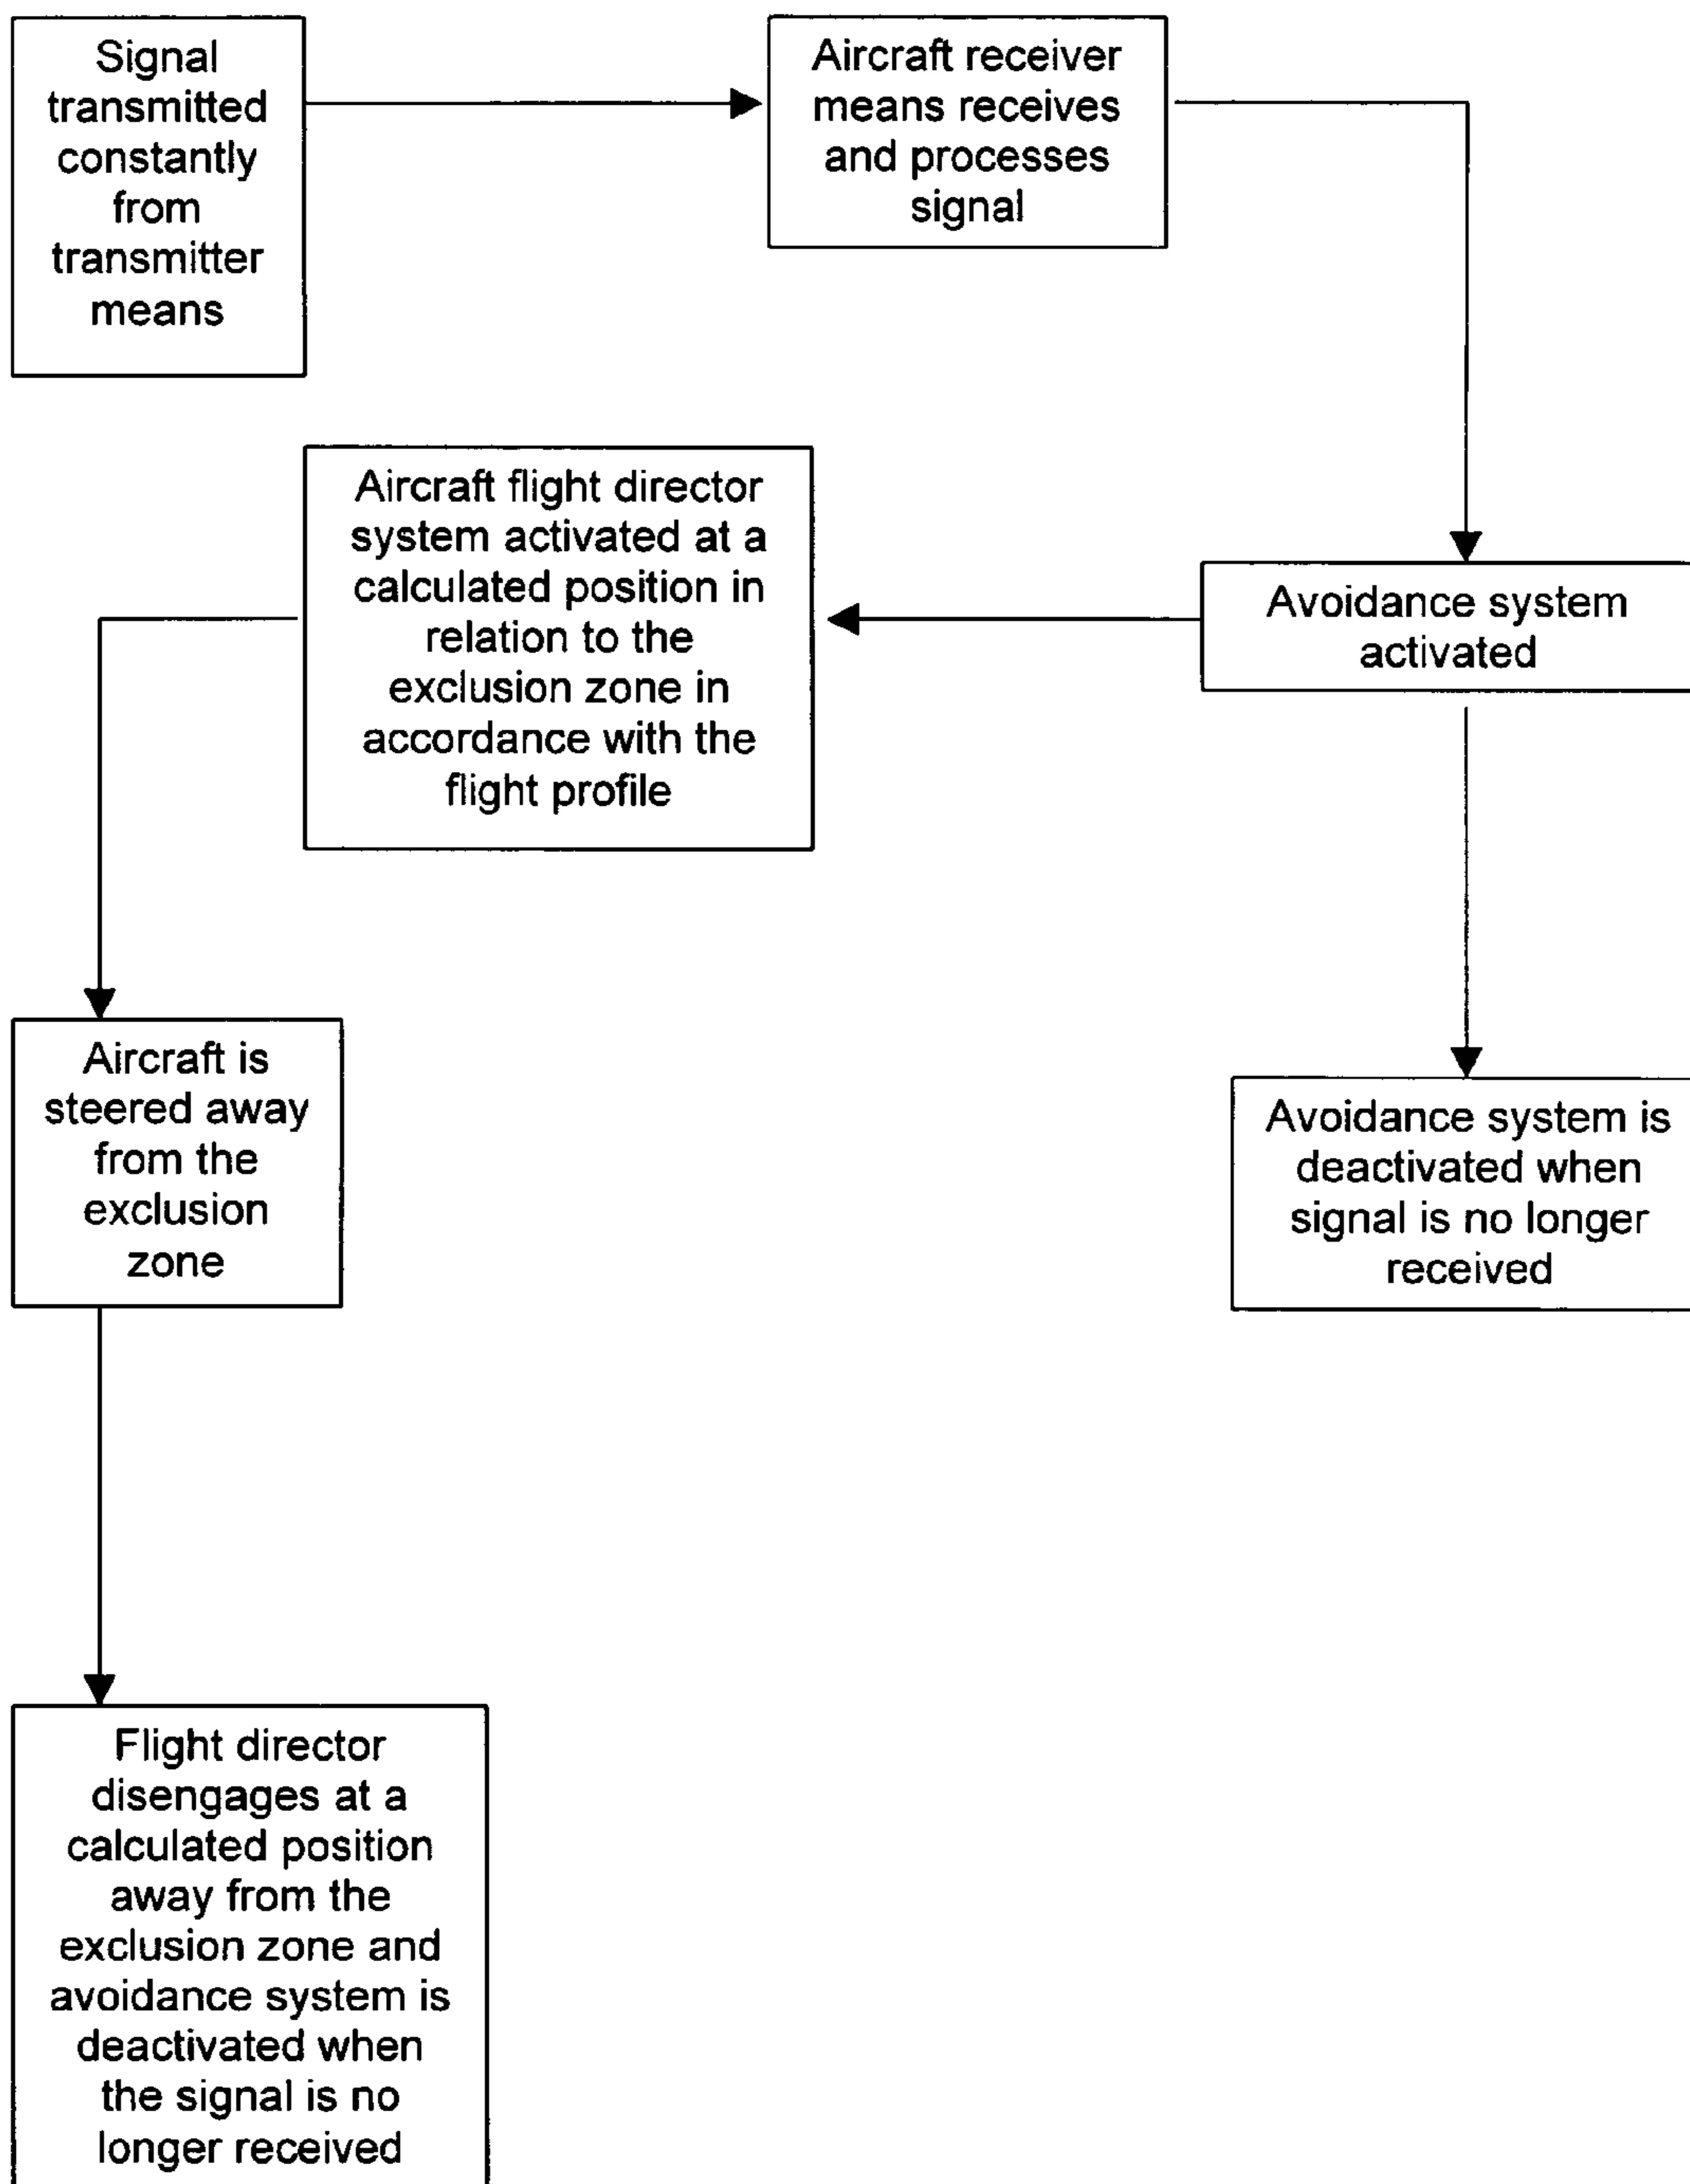 Signal
transmitted
constantly
from
transmitter
means
Aircraft receiver
means receives
and processes
signal
Aircraft flight director
system activated at a
calculated position in
relation to the
exclusion zone in
accordance with the
flight profile
Avoidance system
activated
Aircraft is
steered away
from the
exclusion
zone
Avoidance system is
deactivated when
signal is no longer
received
Flight director
disengages at a
calculated position
away from the
exclusion zone and
avoidance system is
deactivated when
the signal is no
longer received